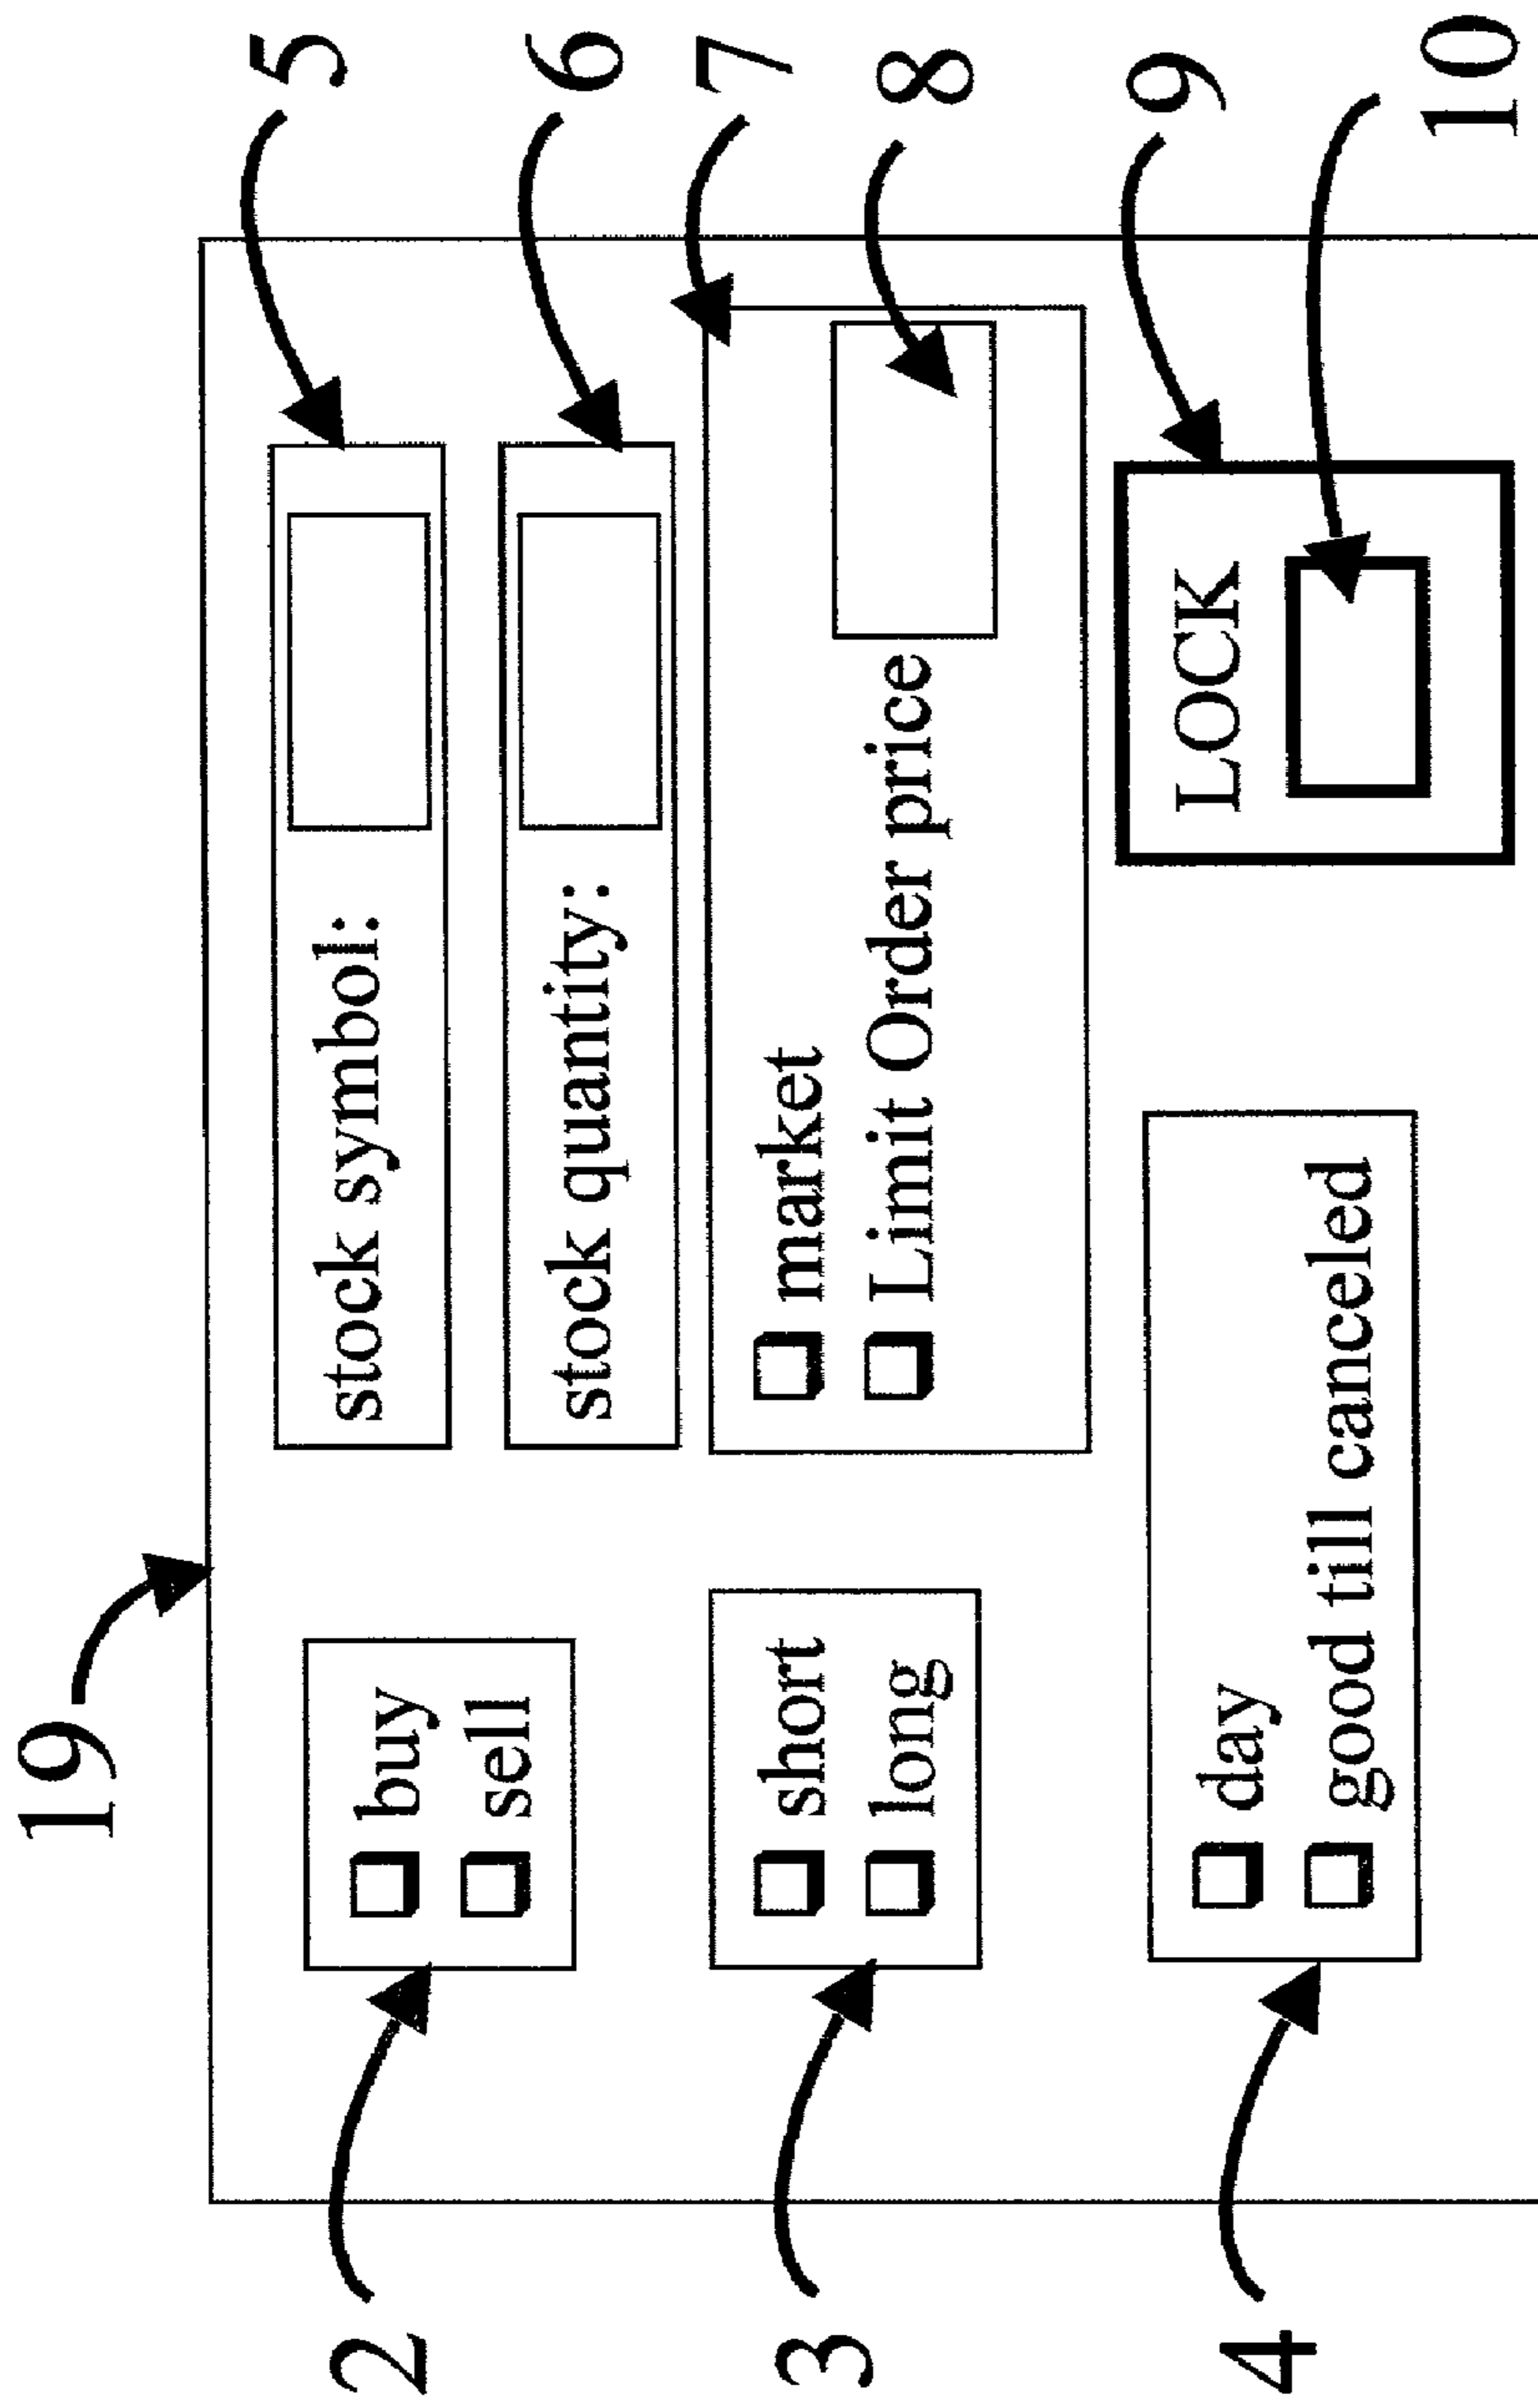 19
2
buy
sell
stock symbol:
5
stock quantity:
6
3
short
long
market
Limit Order price
7
8
4
day
good till canceled
LOCK
9
10